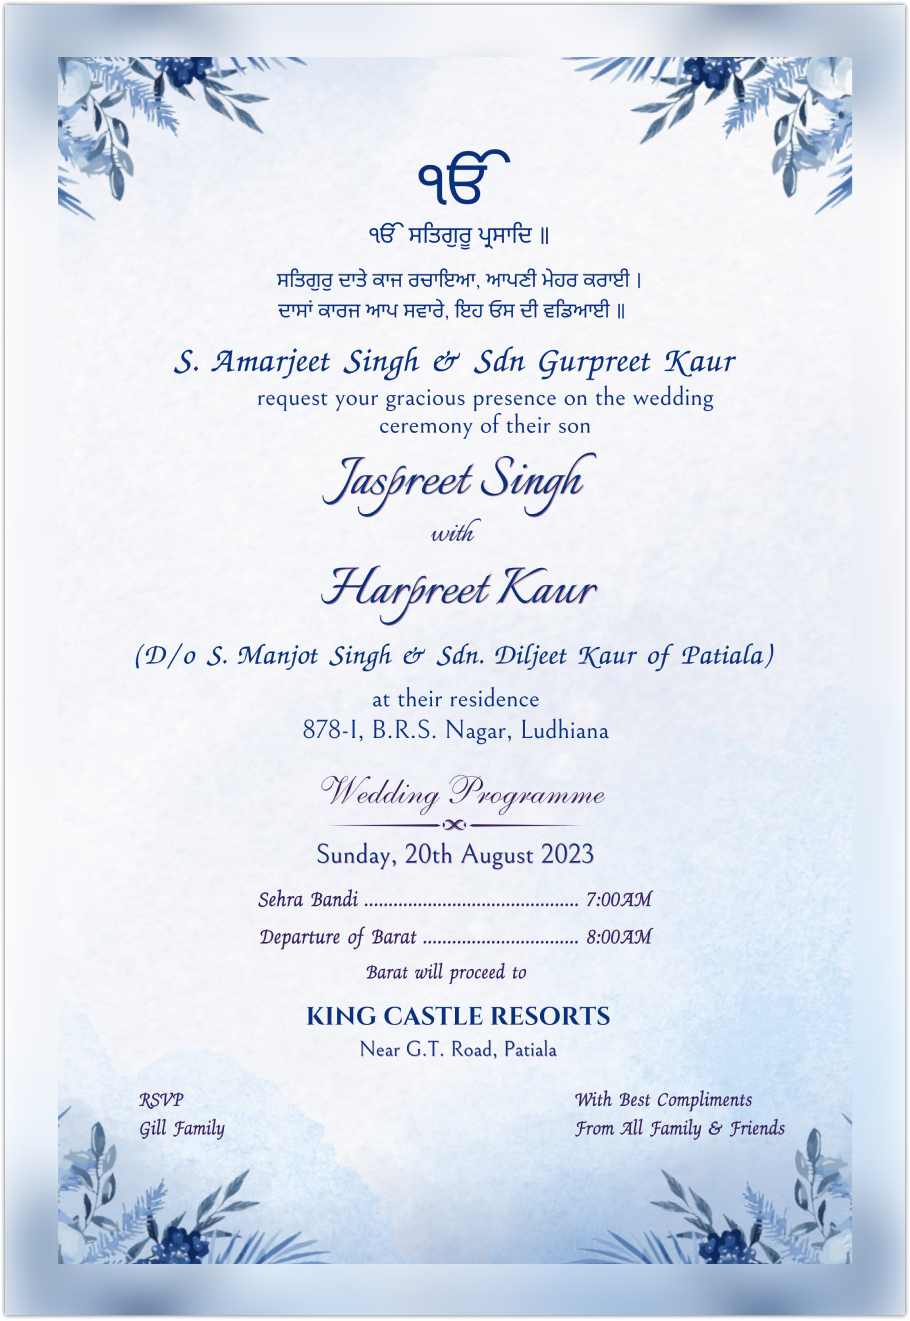 ੴ
ੴ ਸਤਿਗੁਰੂ ਪ੍ਰਸਾਦਿ ॥
ਸਤਿਗੁਰੁ ਦਾਤੇ ਕਾਜ ਰਚਾਇਆ, ਆਪਣੀ ਮੇਹਰ ਕਰਾਈ |
ਦਾਸਾਂ ਕਾਰਜ ਆਪ ਸਵਾਰੇ, ਇਹ ਓਸ ਦੀ ਵਡਿਆਈ ॥
S. Amarjeet Singh & Sdn Gurpreet Kaur
request your gracious presence on the wedding
ceremony of their son
Jaspreet Singh
with
Harpreet Kaur
(D/o S. Manjot Singh & Sdn. Diljeet Kaur of Patiala)
at their residence
878-I, B.R.S. Nagar, Ludhiana
Wedding Programme
Sunday, 20th August 2023
Sehra Bandi ............................................ 7:00AM
Departure of Barat ................................ 8:00AM
Barat will proceed to
KING CASTLE RESORTS
Near G.T. Road, Patiala
RSVP
Gill Family
With Best Compliments
From All Family & Friends